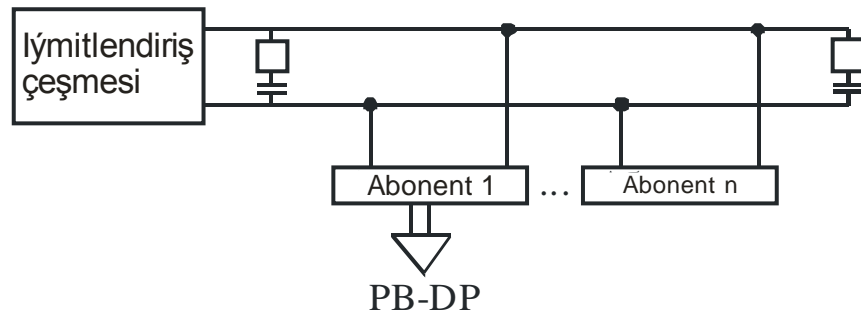 Iýmitlendiriş
çeşmesi
Abonent 1 ... Abonent n
PB-DP